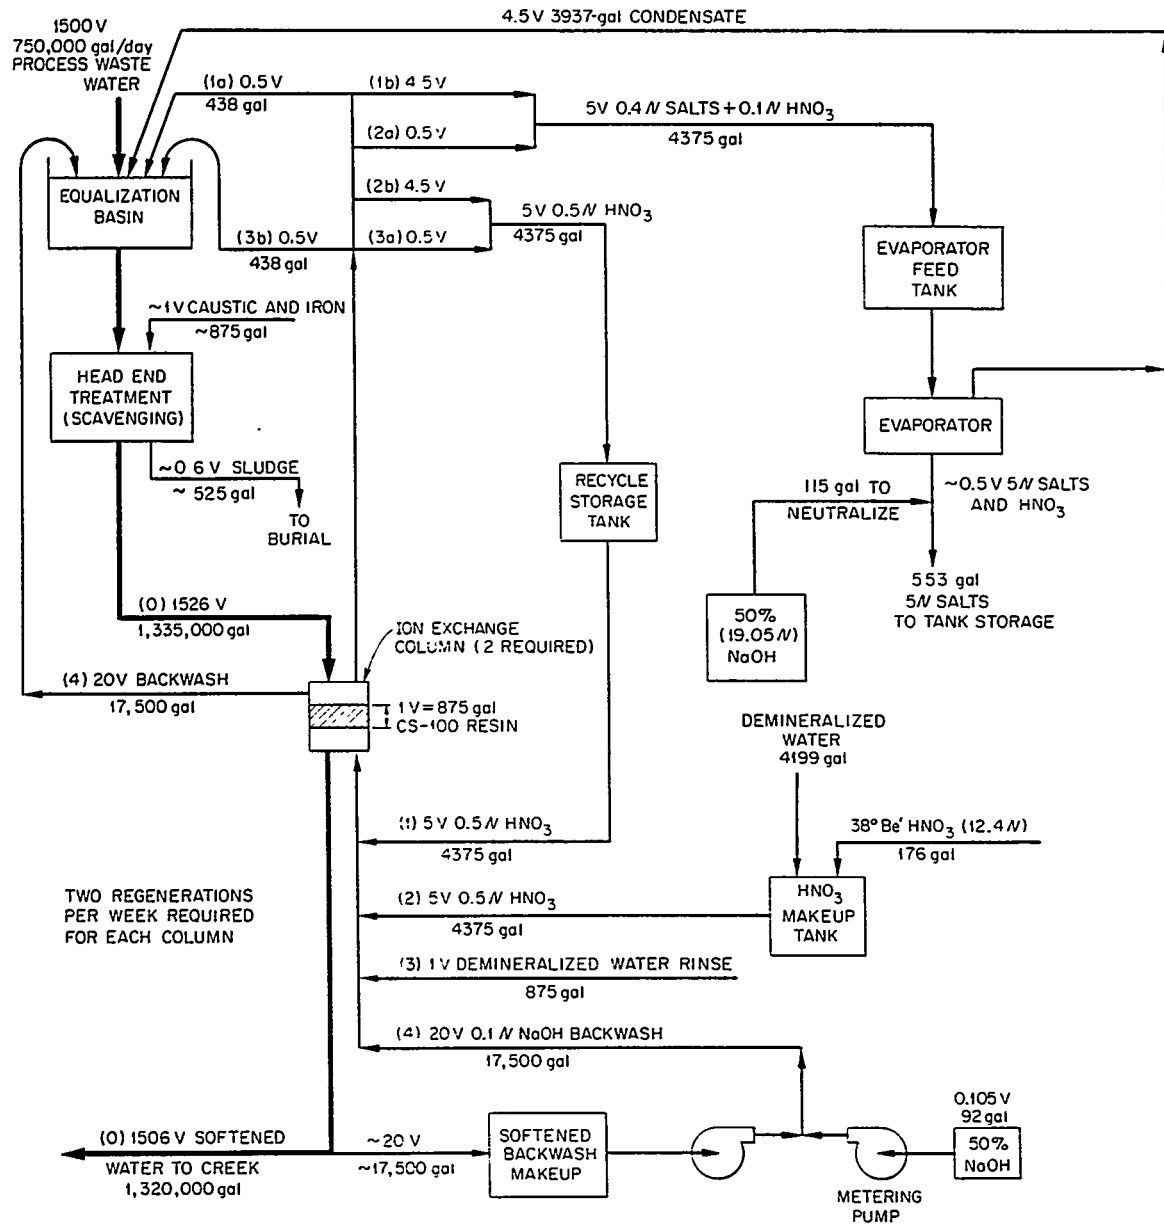 4.5 V 3937-gal CONDENSATE
1500 V
750,000 gal/day
PROCESS WASTE
WATER
(1a) 0.5 V
438 gal
(1b) 4 5 V
(2a) 0.5 V
5V 0.4 N SALTS + 0.1 N HNO3
4375 gal
EQUALIZATION
BASIN
(2b) 4.5 V
5 V 0.5 N HNO3
4375 gal
(3b) 0.5 V
438 gal
(3a) 0.5 V
EVAPORATOR
FEED
TANK
~1 V CAUSTIC AND IRON
~875 gal
HEAD END
TREATMENT
(SCAVENGING)
EVAPORATOR
~0 6 V SLUDGE
~ 525 gal
TO
BURIAL
RECYCLE
STORAGE
TANK
115 gal TO
NEUTRALIZE
~0.5 V 5 N SALTS
AND HNO3
553 gal
5 N SALTS
TO TANK STORAGE
50%
(19.05 N)
NaOH
(0) 1526 V
1,335,000 gal
ION EXCHANGE
COLUMN (2 REQUIRED)
(4) 20 V BACKWASH
17,500 gal
1 V = 875 gal
CS-100 RESIN
DEMINERALIZED
WATER
4199 gal
(1) 5 V 0.5 N HNO3
4375 gal
38° Be' HNO3 (12.4 N)
176 gal
TWO REGENERATIONS
PER WEEK REQUIRED
FOR EACH COLUMN
HNO3
MAKEUP
TANK
(2) 5 V 0.5 N HNO3
4375 gal
(3) 1 V DEMINERALIZED WATER RINSE
875 gal
(4) 20 V 0.1 N NaOH BACKWASH
17,500 gal
0.105 V
92 gal
50%
NaOH
(0) 1506 V SOFTENED
WATER TO CREEK
1,320,000 gal
~20 V
~17,500 gal
SOFTENED
BACKWASH
MAKEUP
METERING
PUMP